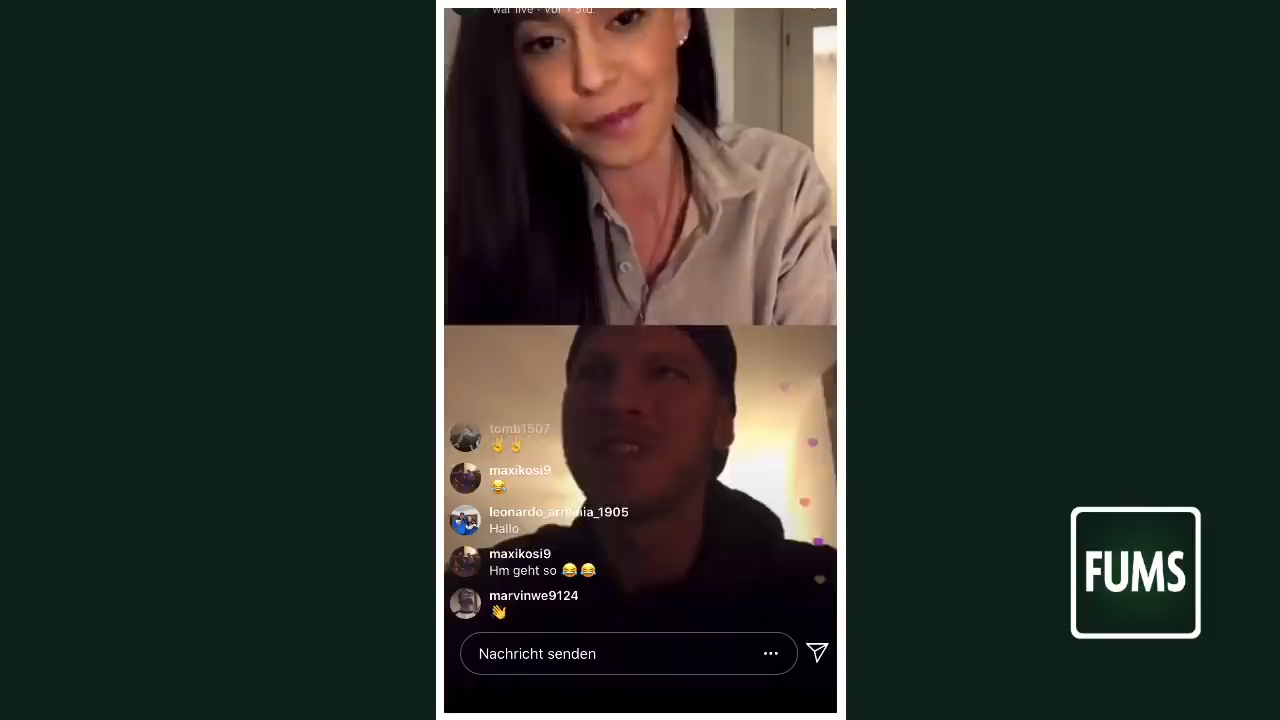 war live · vor 1 Std.
tomb1507
✌️✌️
maxikosi9
😂
leonardo_arminia_1905
Hallo
maxikosi9
Hm geht so 😂😂
marvinwe9124
👋
Nachricht senden
FUMS